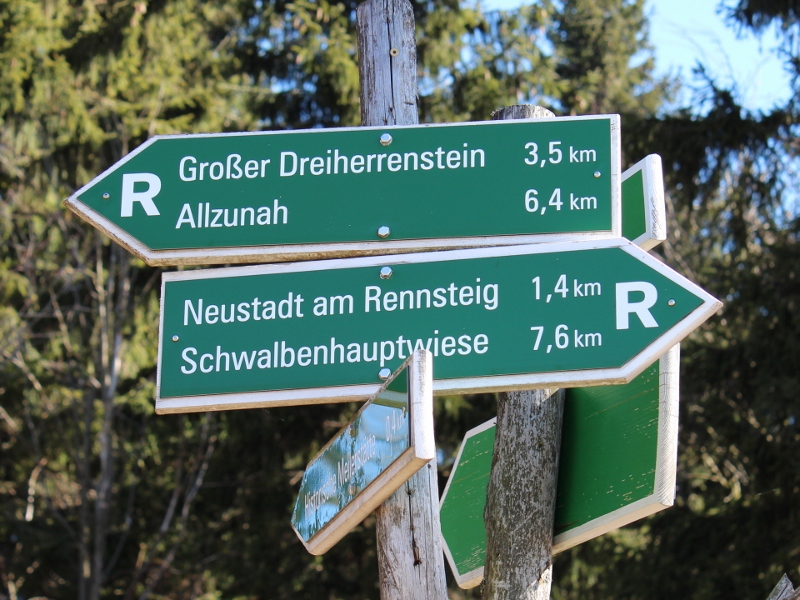 R Großer Dreiherrenstein 3,5 km
Allzunah 6,4 km
Neustadt am Rennsteig 1,4 km R
Schwalbenhauptwiese 7,6 km